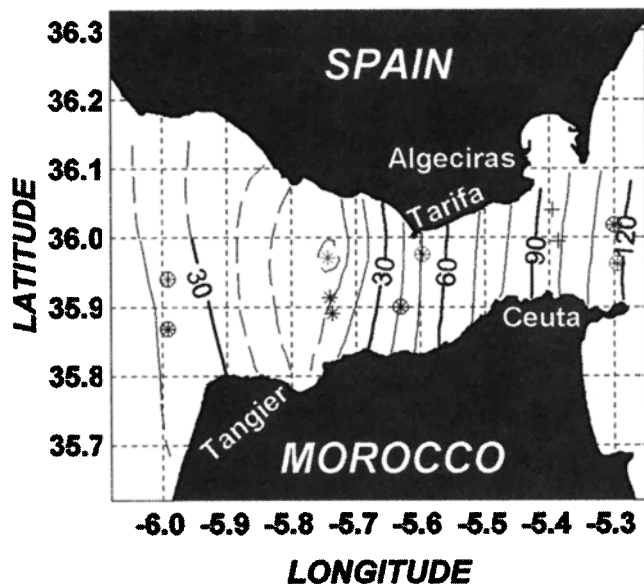 36.3
36.2
36.1
36.0
35.9
35.8
35.7
LATITUDE
SPAIN
Algeciras
Tarifa
30
30
60
90
120
Ceuta
Tangier
MOROCCO
-6.0 -5.9 -5.8 -5.7 -5.6 -5.5 -5.4 -5.3
LONGITUDE